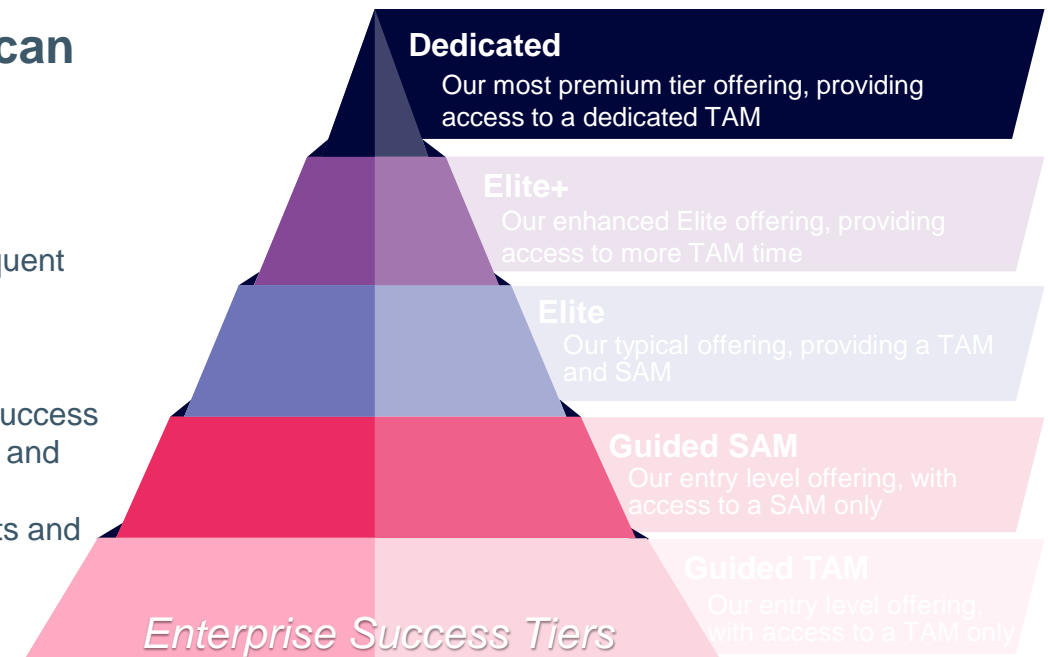 can
quent
uccess
and
ts and
Dedicated
Our most premium tier offering, providing
access to a dedicated TAM
Elite+
Our enhanced Elite offering, providing
access to more TAM time
Elite
Our typical offering, providing a TAM
and SAM
Guided SAM
Our entry level offering, with
access to a SAM only
Guided TAM
Our entry level offering,
with access to a TAM only
Enterprise Success Tiers